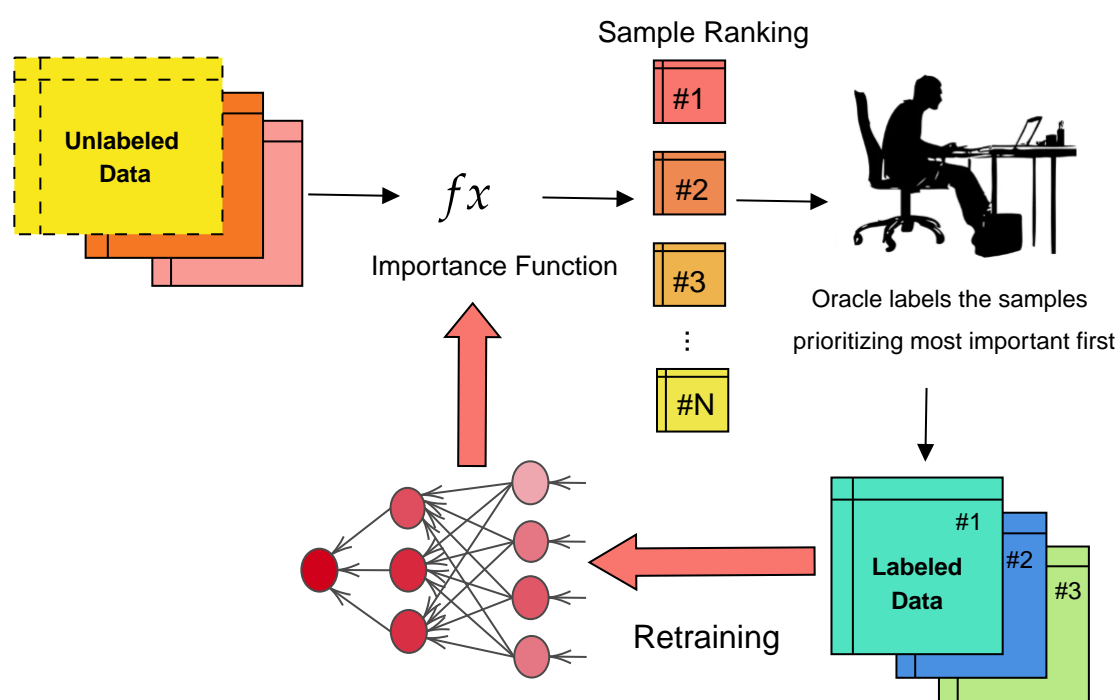 Sample Ranking
Unlabeled
Data
fx
Importance Function
#1
#2
#3
⋮
#N
Oracle labels the samples
prioritizing most important first
#1
Labeled
Data
#2
#3
Retraining